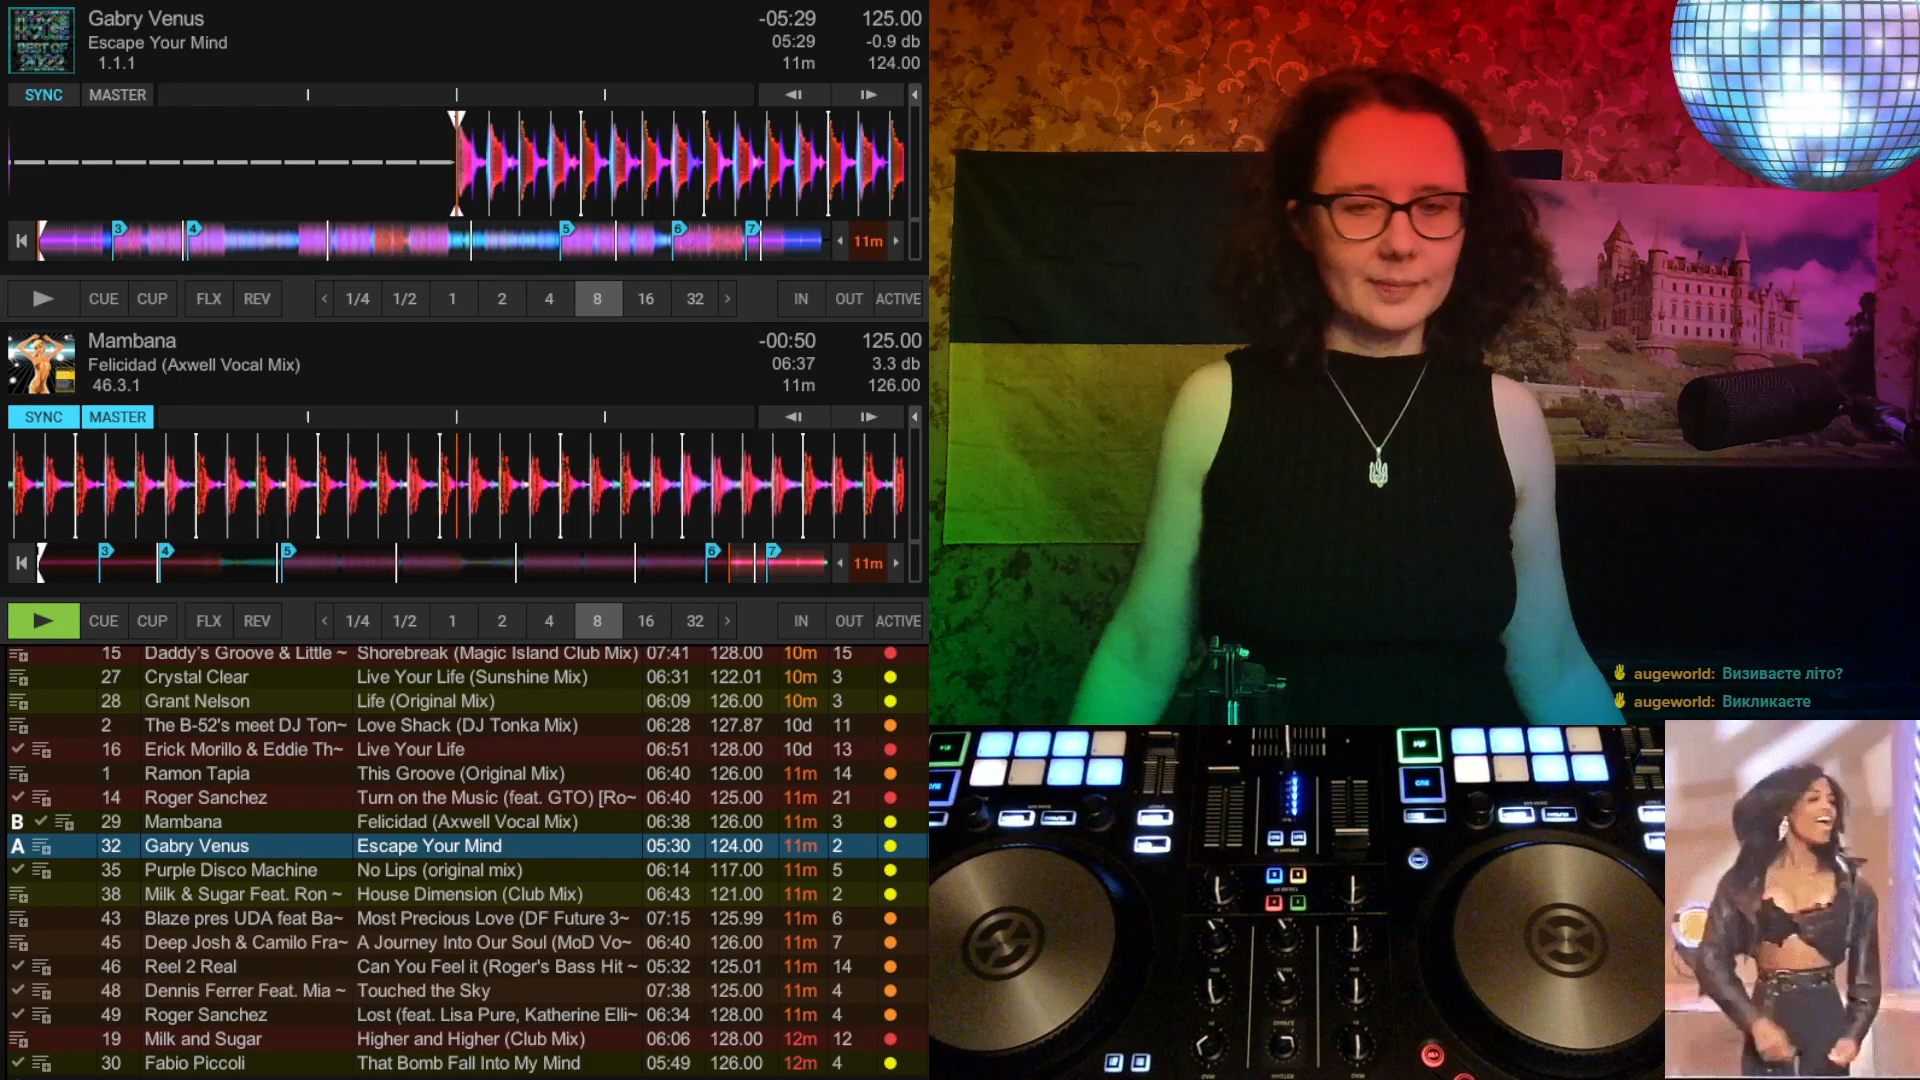 Gabry Venus -05:29 125.00
Escape Your Mind 05:29 -0.9 db
1.1.1 11m 124.00
SYNC MASTER
3 4 5 6 7 11m
CUE CUP FLX REV 1/4 1/2 1 2 4 8 16 32 IN OUT ACTIVE
Mambana -00:50 125.00
Felicidad (Axwell Vocal Mix) 06:37 3.3 db
46.3.1 11m 126.00
SYNC MASTER
3 4 5 6 7 11m
CUE CUP FLX REV 1/4 1/2 1 2 4 8 16 32 IN OUT ACTIVE
15 Daddy's Groove & Little ~ Shorebreak (Magic Island Club Mix) 07:41 128.00 10m 15
27 Crystal Clear Live Your Life (Sunshine Mix) 06:31 122.01 10m 3
28 Grant Nelson Life (Original Mix) 06:09 126.00 10m 3
2 The B-52's meet DJ Ton~ Love Shack (DJ Tonka Mix) 06:28 127.87 10d 11
16 Erick Morillo & Eddie Th~ Live Your Life 06:51 128.00 10d 13
1 Ramon Tapia This Groove (Original Mix) 06:40 126.00 11m 14
14 Roger Sanchez Turn on the Music (feat. GTO) [Ro~ 06:40 125.00 11m 21
B 29 Mambana Felicidad (Axwell Vocal Mix) 06:38 126.00 11m 3
A 32 Gabry Venus Escape Your Mind 05:30 124.00 11m 2
35 Purple Disco Machine No Lips (original mix) 06:14 117.00 11m 5
38 Milk & Sugar Feat. Ron ~ House Dimension (Club Mix) 06:43 121.00 11m 2
43 Blaze pres UDA feat Ba~ Most Precious Love (DF Future 3~ 07:15 125.99 11m 6
45 Deep Josh & Camilo Fra~ A Journey Into Our Soul (MoD Vo~ 06:40 126.00 11m 7
46 Reel 2 Real Can You Feel it (Roger's Bass Hit ~ 05:32 125.01 11m 14
48 Dennis Ferrer Feat. Mia ~ Touched the Sky 07:38 125.00 11m 4
49 Roger Sanchez Lost (feat. Lisa Pure, Katherine Elli~ 06:34 128.00 11m 4
19 Milk and Sugar Higher and Higher (Club Mix) 06:06 128.00 12m 12
30 Fabio Piccoli That Bomb Fall Into My Mind 05:49 126.00 12m 4
augeworld: Визиваєте літо?
augeworld: Викликаєте